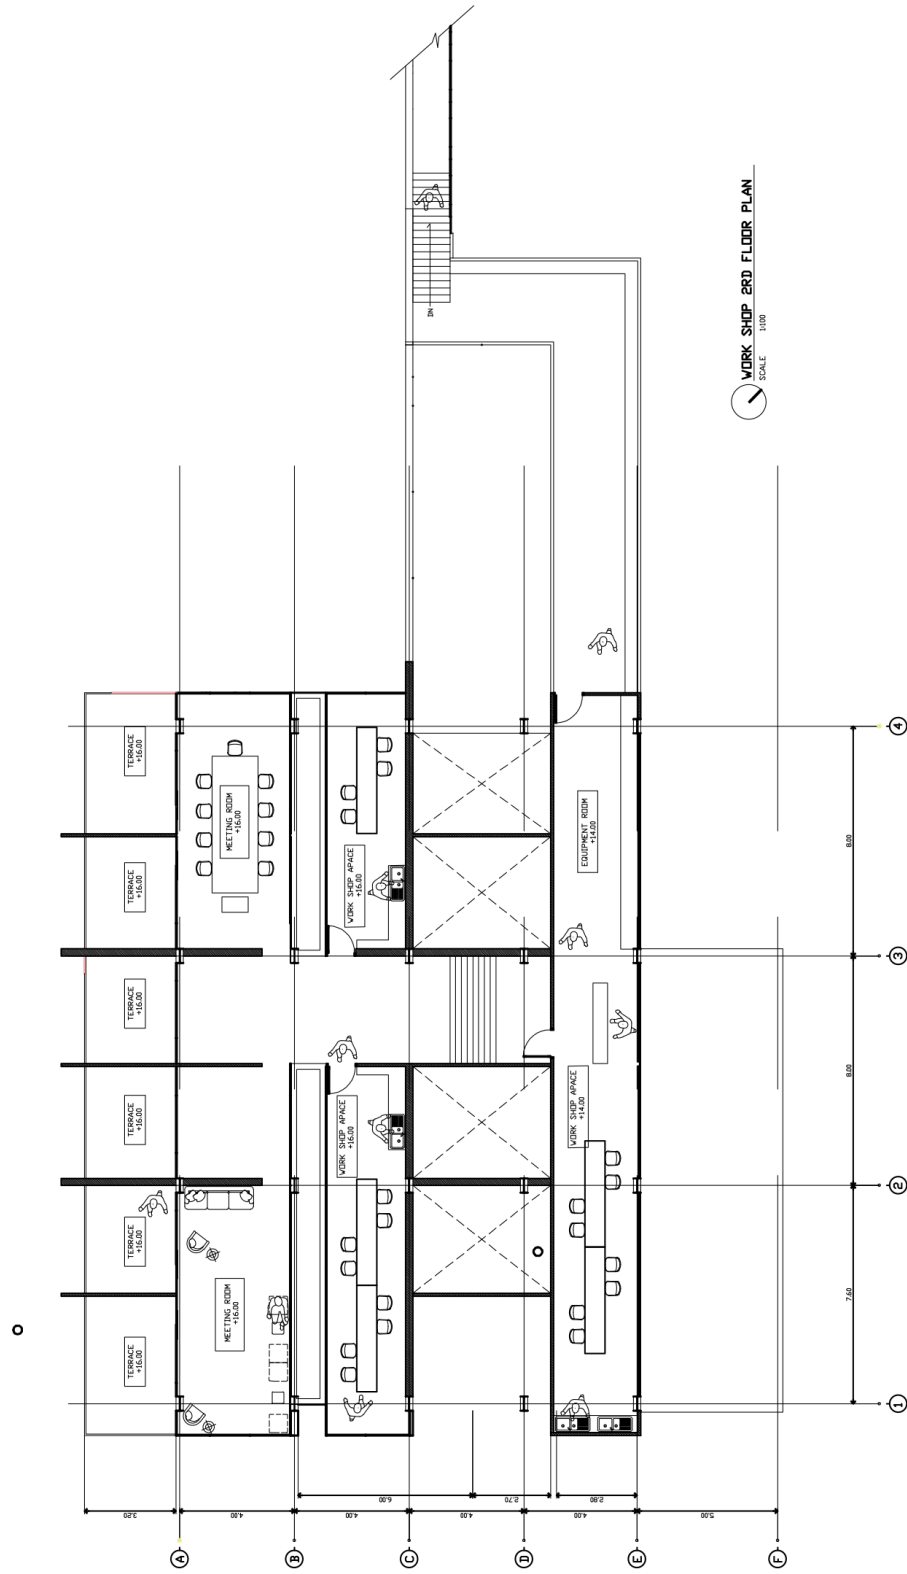 TERRACE
+16.00
TERRACE
+16.00
TERRACE
+16.00
TERRACE
+16.00
TERRACE
+16.00
TERRACE
+16.00
3.20
A
MEETING ROOM
+16.00
MEETING ROOM
+16.00
4.00
B
WORK SHOP APACE
+16.00
WORK SHOP APACE
+16.00
4.00
6.00
C
DN
4.00
2.70
D
WORK SHOP APACE
+14.00
EQUIPMENT ROOM
+14.00
4.00
2.80
E
5.00
F
7.60
8.00
8.00
1
2
3
4
WORK SHOP 2RD FLOOR PLAN
SCALE 1:100